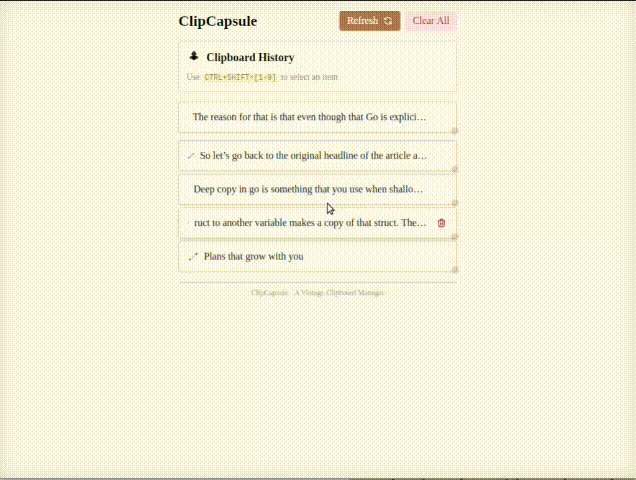 ClipCapsule
Refresh
Clear All
Clipboard History
Use CTRL+SHIFT+[1-9] to select an item
The reason for that is that even though that Go is explici…
So let's go back to the original headline of the article a…
Deep copy in go is something that you use when shallo…
ruct to another variable makes a copy of that struct. The…
Plans that grow with you
ClipCapsule A Vintage Clipboard Manager